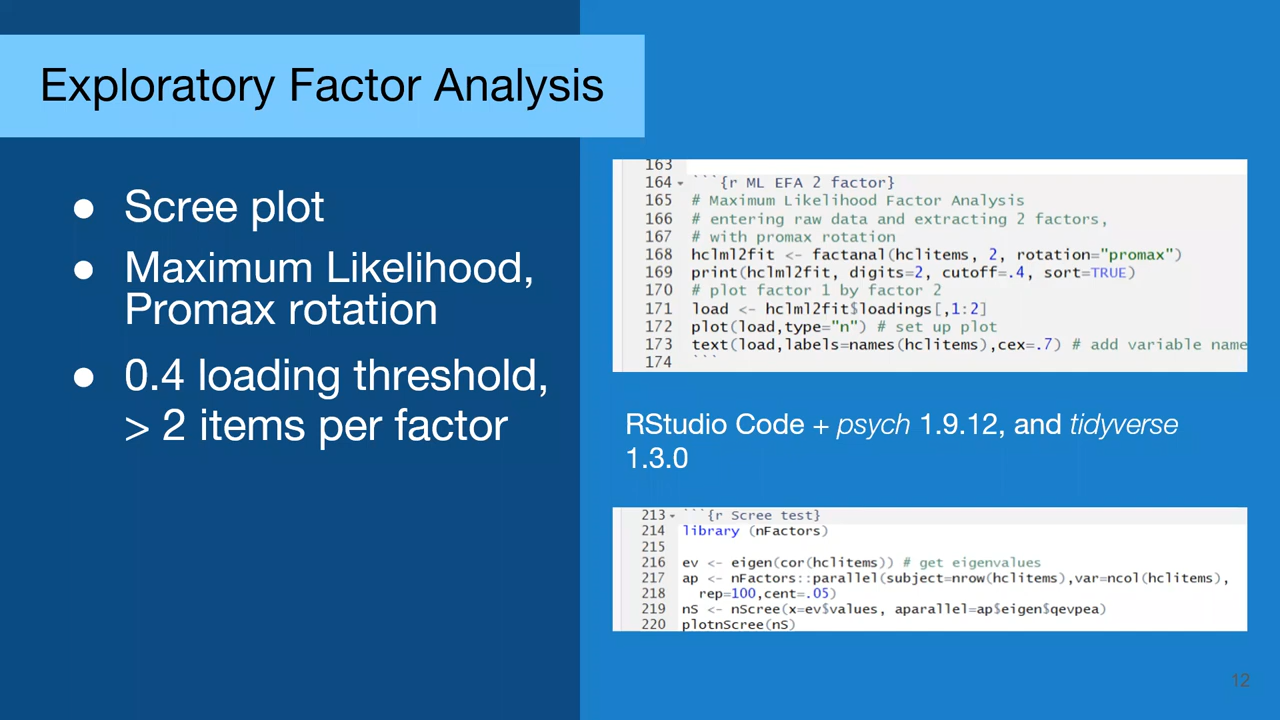 Exploratory Factor Analysis
● Scree plot
● Maximum Likelihood,
Promax rotation
● 0.4 loading threshold,
> 2 items per factor
163
164 ```{r ML EFA 2 factor}
165 # Maximum Likelihood Factor Analysis
166 # entering raw data and extracting 2 factors,
167 # with promax rotation
168 hclml2fit <- factanal(hclitems, 2, rotation="promax")
169 print(hclml2fit, digits=2, cutoff=.4, sort=TRUE)
170 # plot factor 1 by factor 2
171 load <- hclml2fit$loadings[,1:2]
172 plot(load,type="n") # set up plot
173 text(load,labels=names(hclitems),cex=.7) # add variable name
174 ```
RStudio Code + psych 1.9.12, and tidyverse
1.3.0
213 ```{r Scree test}
214 library (nFactors)
215
216 ev <- eigen(cor(hclitems)) # get eigenvalues
217 ap <- nFactors::parallel(subject=nrow(hclitems),var=ncol(hclitems),
218 rep=100,cent=.05)
219 nS <- nScree(x=ev$values, aparallel=ap$eigen$qevpea)
220 plotnScree(nS)
12